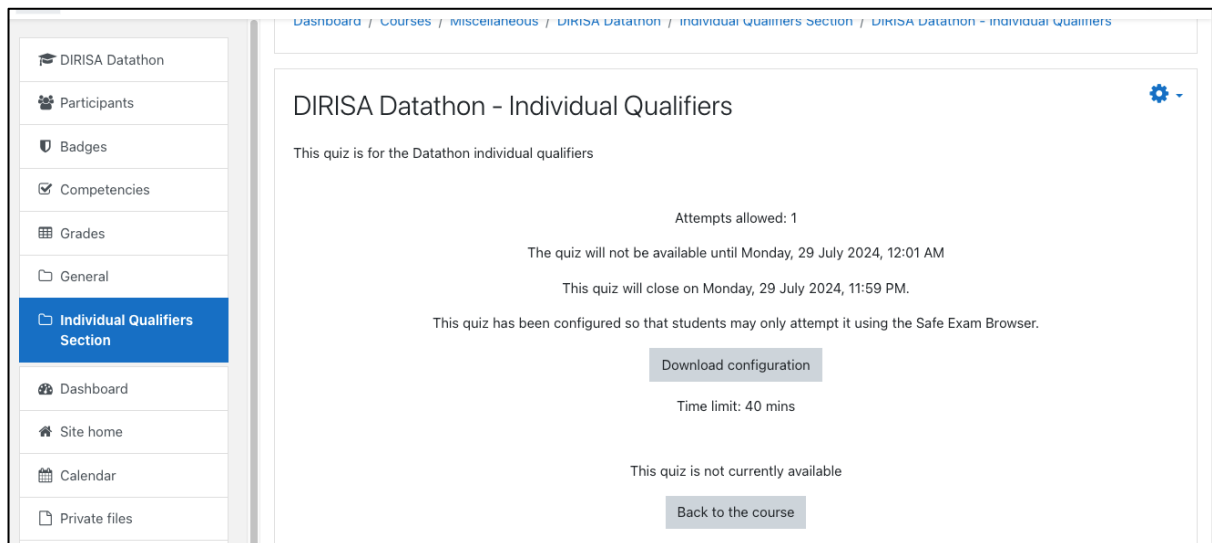 Dashboard / Courses / Miscellaneous / DIRISA Datathon / Individual Qualifiers Section / DIRISA Datathon - Individual Qualifiers
DIRISA Datathon
Participants
Badges
Competencies
Grades
General
Individual Qualifiers
Section
Dashboard
Site home
Calendar
Private files
DIRISA Datathon - Individual Qualifiers
This quiz is for the Datathon individual qualifiers
Attempts allowed: 1
The quiz will not be available until Monday, 29 July 2024, 12:01 AM
This quiz will close on Monday, 29 July 2024, 11:59 PM.
This quiz has been configured so that students may only attempt it using the Safe Exam Browser.
Download configuration
Time limit: 40 mins
This quiz is not currently available
Back to the course